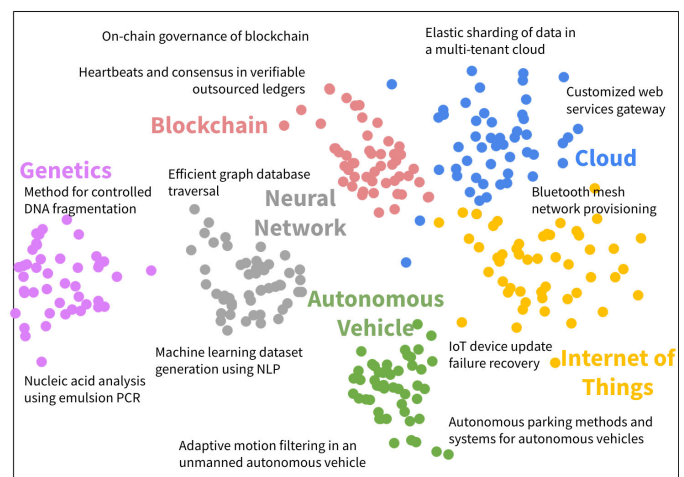 On-chain governance of blockchain
Elastic sharding of data in
a multi-tenant cloud
Heartbeats and consensus in verifiable
outsourced ledgers
Customized web
services gateway
Blockchain
Cloud
Genetics
Method for controlled
DNA fragmentation
Efficient graph database
traversal
Neural
Network
Bluetooth mesh
network provisioning
Autonomous
Vehicle
Machine learning dataset
generation using NLP
IoT device update
failure recovery
Internet of
Things
Nucleic acid analysis
using emulsion PCR
Autonomous parking methods and
systems for autonomous vehicles
Adaptive motion filtering in an
unmanned autonomous vehicle